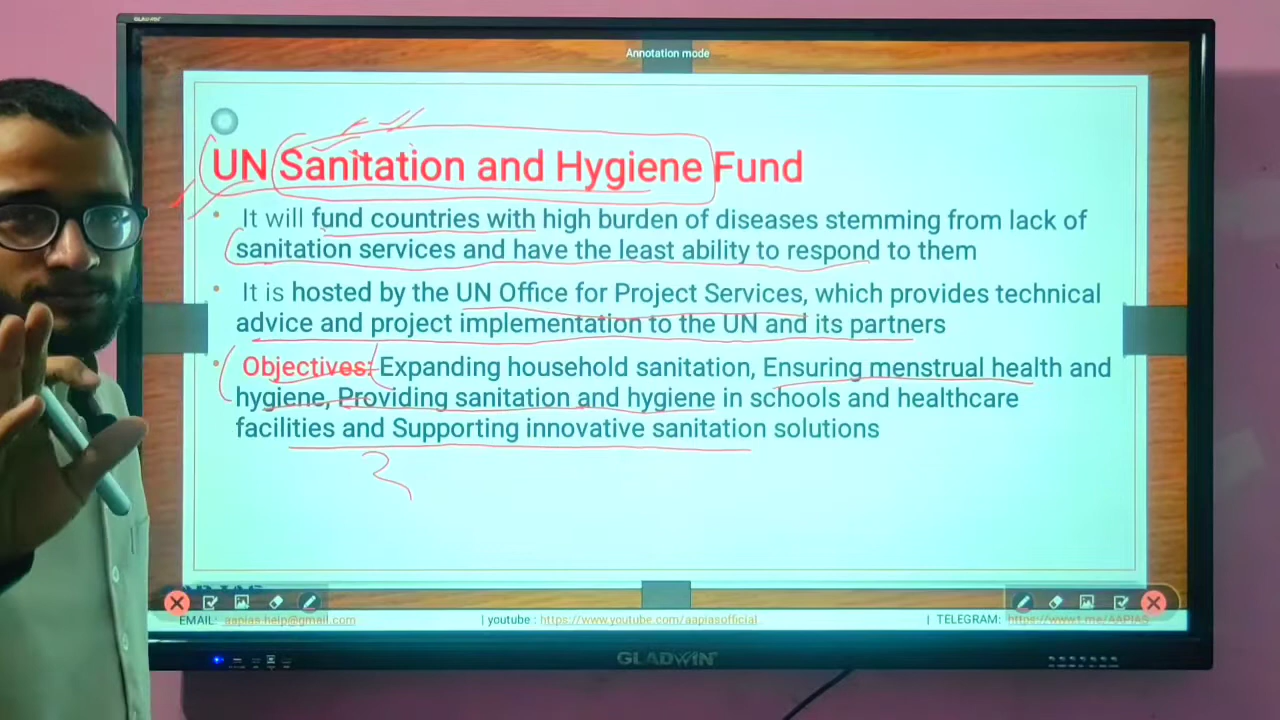 GLADWIN
Annotation mode
UN Sanitation and Hygiene Fund
• It will fund countries with high burden of diseases stemming from lack of
sanitation services and have the least ability to respond to them
• It is hosted by the UN Office for Project Services, which provides technical
advice and project implementation to the UN and its partners
• Objectives: Expanding household sanitation, Ensuring menstrual health and
hygiene, Providing sanitation and hygiene in schools and healthcare
facilities and Supporting innovative sanitation solutions
EMAIL: aapias.help@gmail.com | youtube : https://www.youtube.com/aapiasofficial | TELEGRAM: https://www.t.me/AAPIAS
GLADWIN